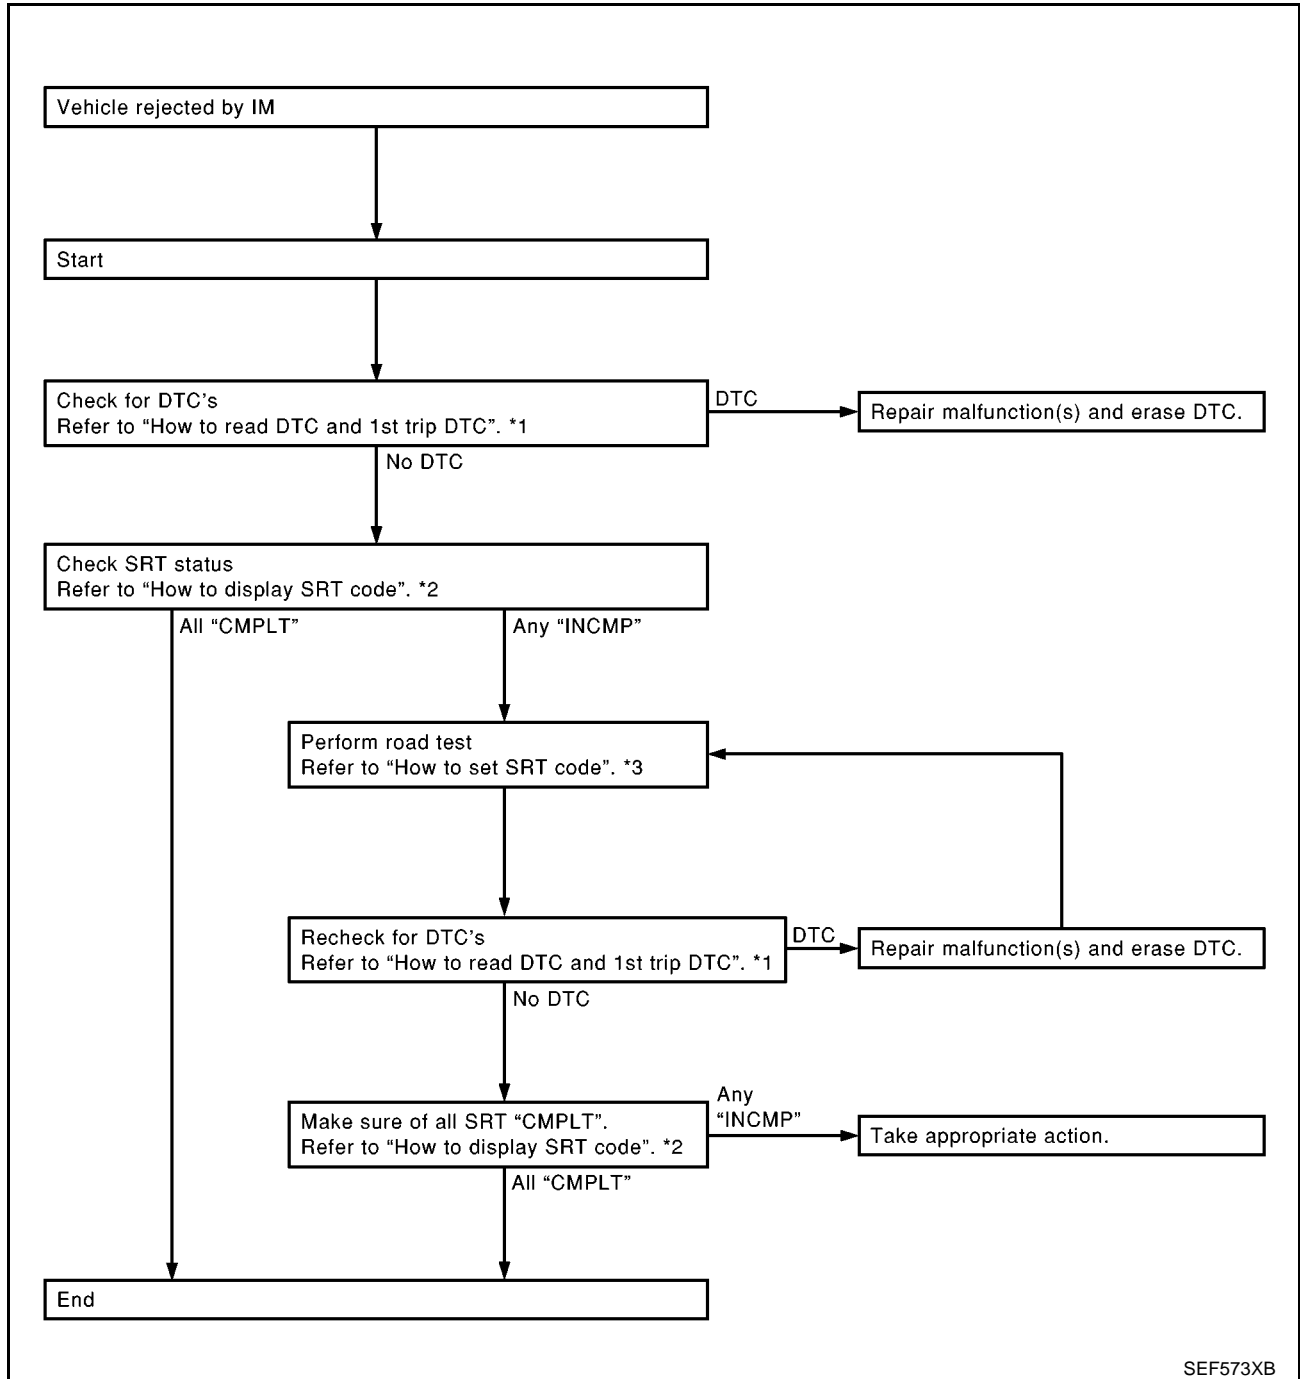 Vehicle rejected by IM
Start
Check for DTC's
Refer to “How to read DTC and 1st trip DTC”. *1
DTC
Repair malfunction(s) and erase DTC.
No DTC
Check SRT status
Refer to “How to display SRT code”. *2
All “CMPLT”
Any “INCMP”
Perform road test
Refer to “How to set SRT code”. *3
Recheck for DTC's
Refer to “How to read DTC and 1st trip DTC”. *1
DTC
Repair malfunction(s) and erase DTC.
No DTC
Make sure of all SRT “CMPLT”.
Refer to “How to display SRT code”. *2
Any
“INCMP”
Take appropriate action.
All “CMPLT”
End
SEF573XB